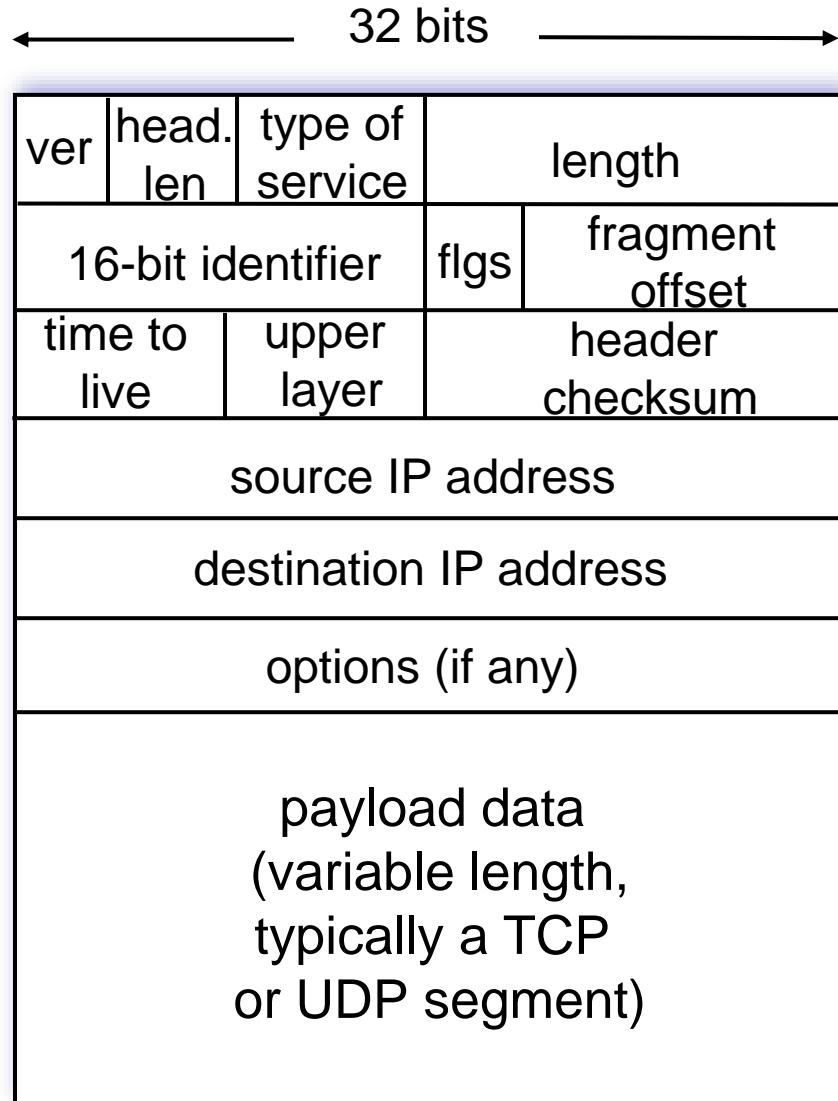 32 bits
ver
head.
len
type of
service
length
16-bit identifier
flgs
fragment
offset
time to
live
upper
layer
header
checksum
source IP address
destination IP address
options (if any)
payload data
(variable length,
typically a TCP
or UDP segment)